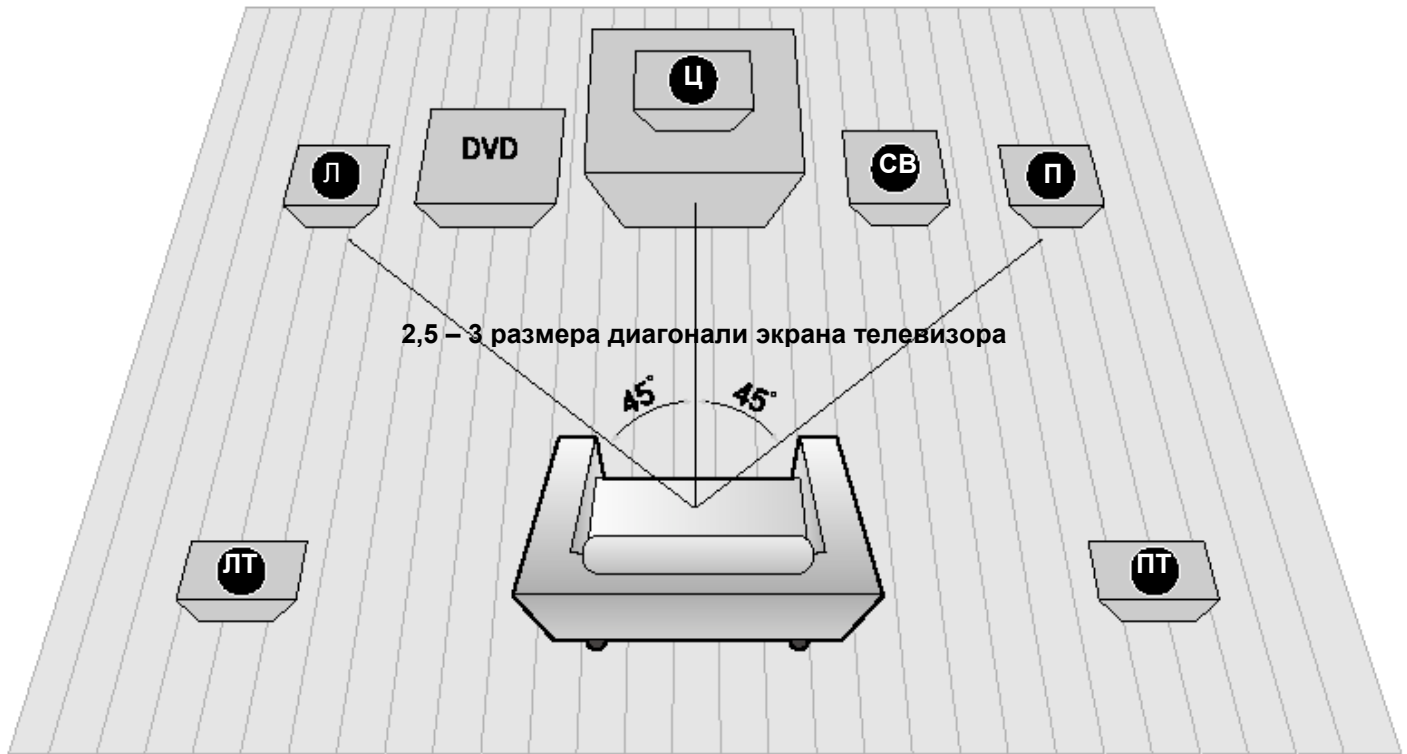 Ц
DVD
Л
СВ
П
2,5 – 3 размера диагонали экрана телевизора
45° 45°
ЛТ
ПТ